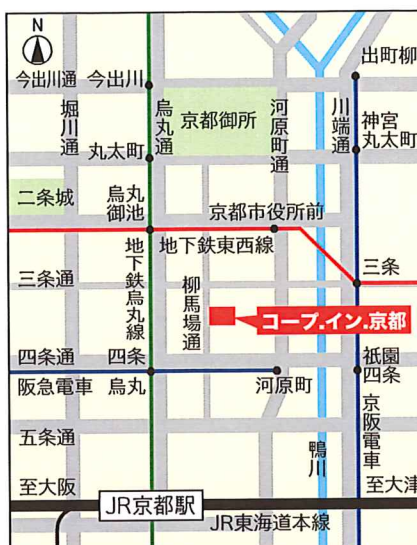 N
出町柳
今出川通
今出川
堀川通
烏丸通
京都御所
河原町通
川端通
神宮
丸太町
丸太町
二条城
烏丸
御池
京都市役所前
地下鉄東西線
地下鉄烏丸線
三条通
柳馬場通
三条
コープ.イン.京都
四条通
四条
祇園
四条
阪急電車
烏丸
河原町
京阪電車
五条通
鴨川
至大阪
至大津
JR京都駅
JR東海道本線